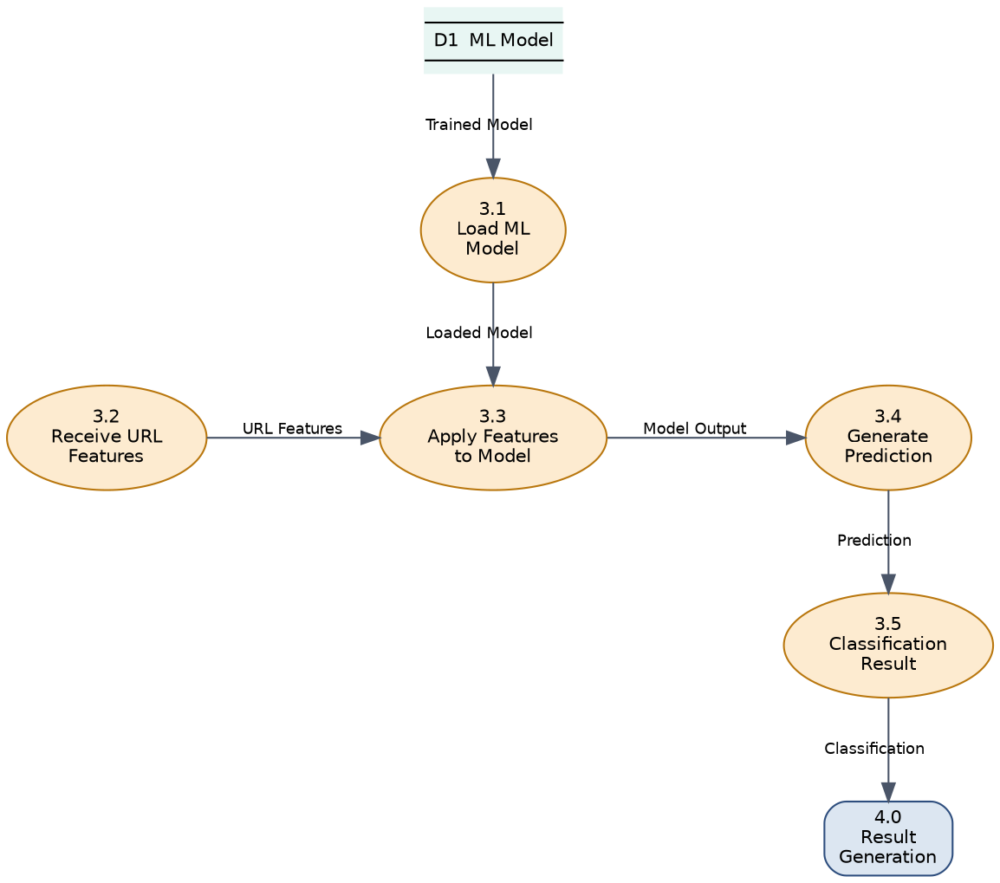 D1  ML Model
Trained Model
3.1
Load ML
Model
Loaded Model
3.2
Receive URL
Features
URL Features
3.3
Apply Features
to Model
Model Output
3.4
Generate
Prediction
Prediction
3.5
Classification
Result
Classification
4.0
Result
Generation